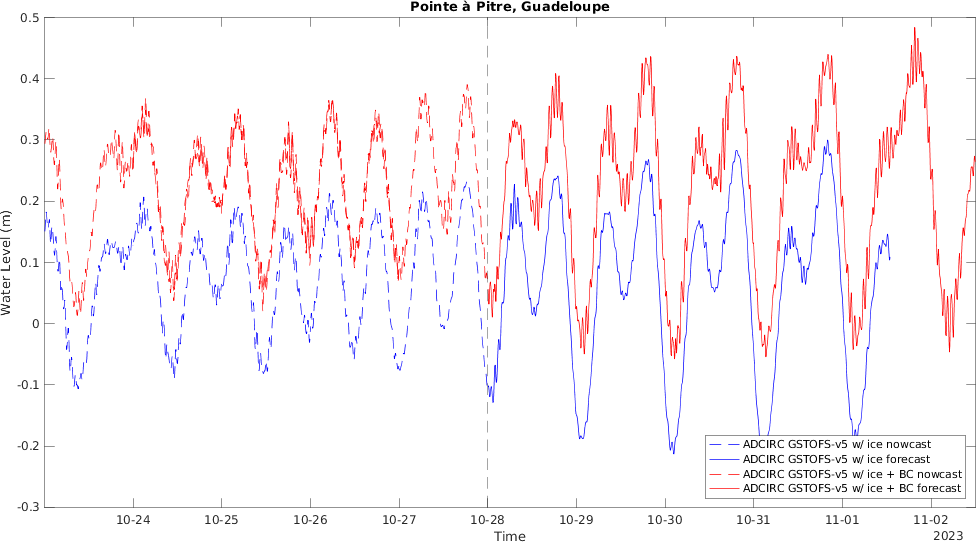 Pointe à Pitre, Guadeloupe
0.5
0.4
0.3
0.2
0.1
0
-0.1
-0.2
-0.3
Water Level (m)
10-24 10-25 10-26 10-27 10-28 10-29 10-30 10-31 11-01 11-02
Time
2023
ADCIRC GSTOFS-v5 w/ ice nowcast
ADCIRC GSTOFS-v5 w/ ice forecast
ADCIRC GSTOFS-v5 w/ ice + BC nowcast
ADCIRC GSTOFS-v5 w/ ice + BC forecast